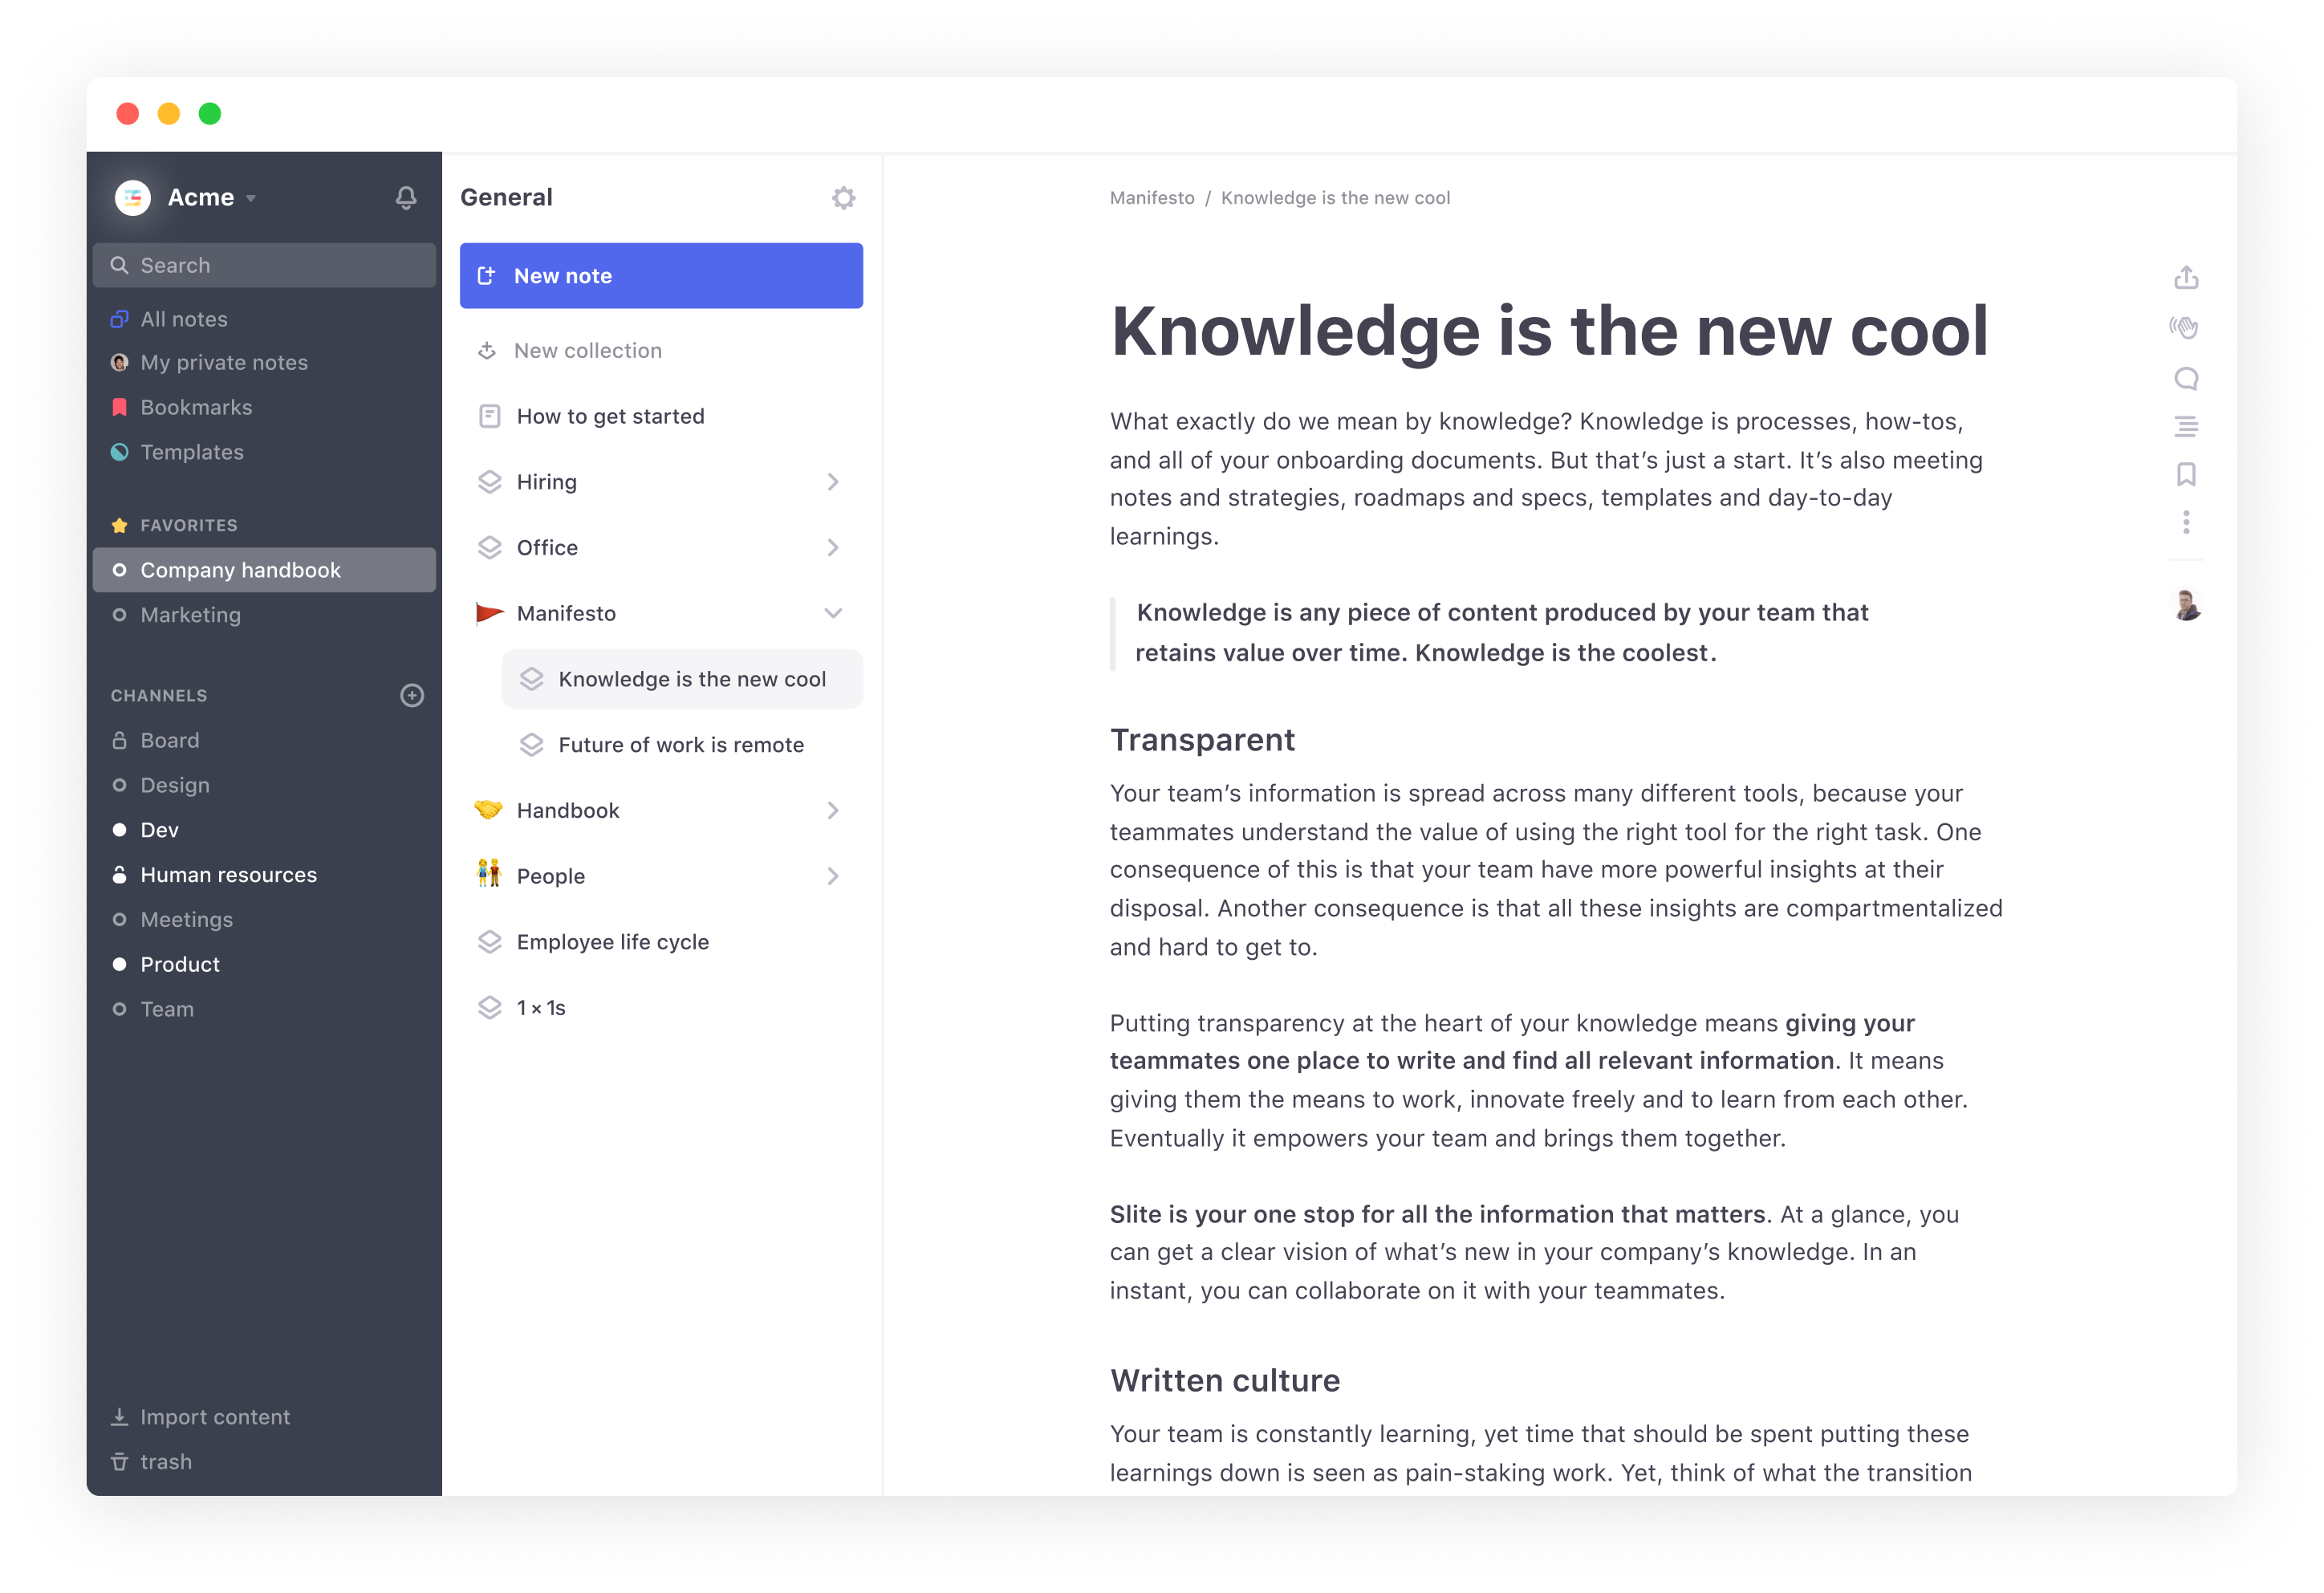 Acme
Search
All notes
My private notes
Bookmarks
Templates
FAVORITES
Company handbook
Marketing
CHANNELS
Board
Design
Dev
Human resources
Meetings
Product
Team
Import content
trash
General
New note
New collection
How to get started
Hiring
Office
Manifesto
Knowledge is the new cool
Future of work is remote
Handbook
People
Employee life cycle
1 × 1s
Manifesto / Knowledge is the new cool
Knowledge is the new cool
What exactly do we mean by knowledge? Knowledge is processes, how-tos,
and all of your onboarding documents. But that’s just a start. It’s also meeting
notes and strategies, roadmaps and specs, templates and day-to-day
learnings.
Knowledge is any piece of content produced by your team that
retains value over time. Knowledge is the coolest.
Transparent
Your team’s information is spread across many different tools, because your
teammates understand the value of using the right tool for the right task. One
consequence of this is that your team have more powerful insights at their
disposal. Another consequence is that all these insights are compartmentalized
and hard to get to.
Putting transparency at the heart of your knowledge means giving your
teammates one place to write and find all relevant information. It means
giving them the means to work, innovate freely and to learn from each other.
Eventually it empowers your team and brings them together.
Slite is your one stop for all the information that matters. At a glance, you
can get a clear vision of what’s new in your company’s knowledge. In an
instant, you can collaborate on it with your teammates.
Written culture
Your team is constantly learning, yet time that should be spent putting these
learnings down is seen as pain-staking work. Yet, think of what the transition